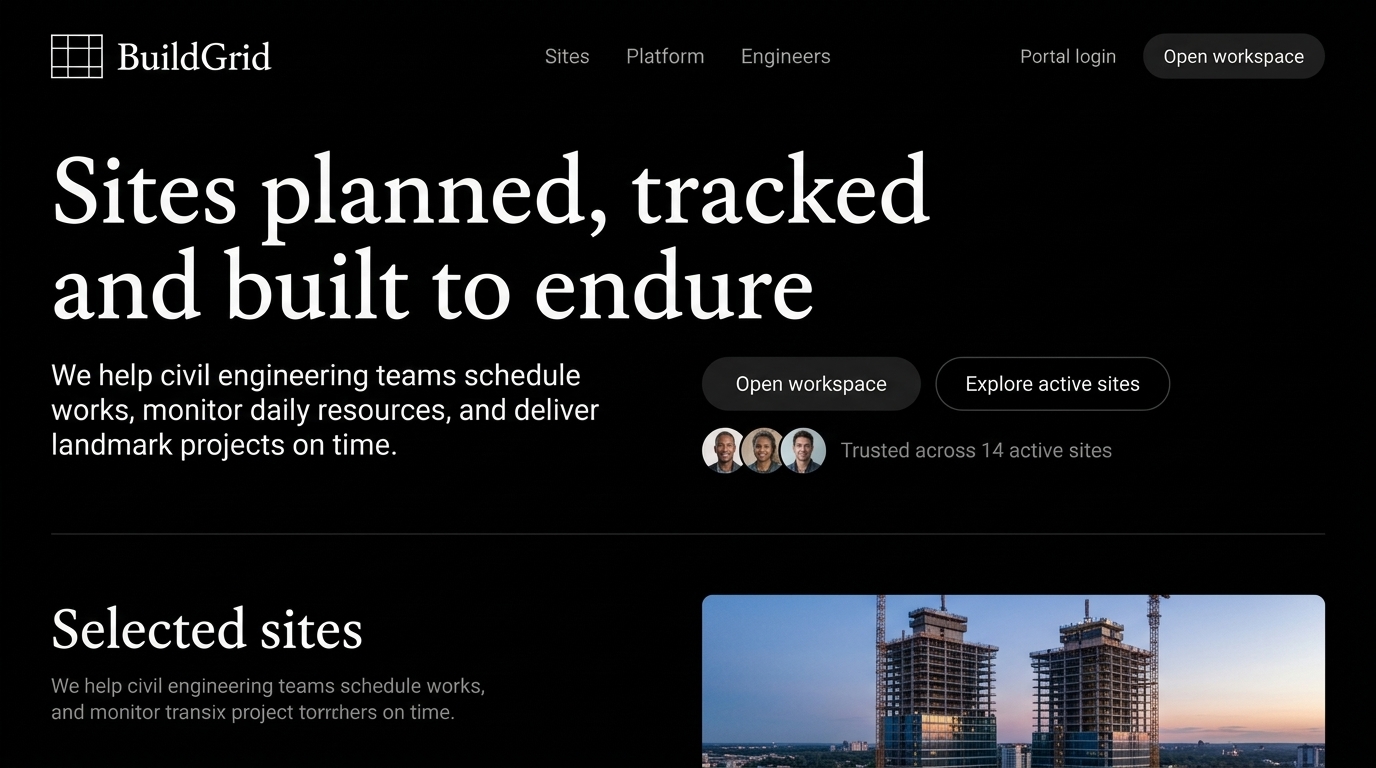 BuildGrid
Sites
Platform
Engineers
Portal login
Open workspace
Sites planned, tracked
and built to endure
We help civil engineering teams schedule
works, monitor daily resources, and deliver
landmark projects on time.
Open workspace
Explore active sites
Trusted across 14 active sites
Selected sites
We help civil engineering teams schedule works,
and monitor transix project on time.